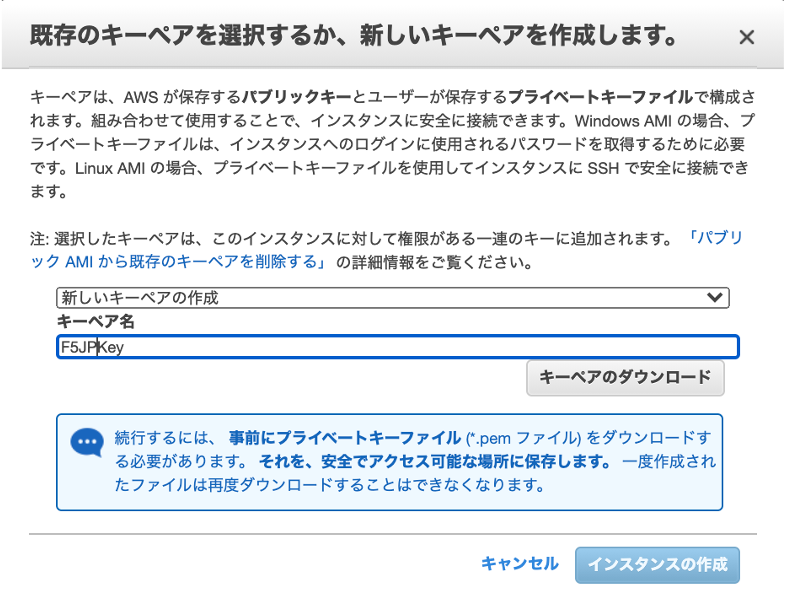 既存のキーペアを選択するか、新しいキーペアを作成します。
キーペアは、AWS が保存するパブリックキーとユーザーが保存するプライベートキーファイルで構成さ
れます。組み合わせて使用することで、インスタンスに安全に接続できます。Windows AMI の場合、プ
ライベートキーファイルは、インスタンスへのログインに使用されるパスワードを取得するために必要
です。Linux AMI の場合、プライベートキーファイルを使用してインスタンスに SSH で安全に接続でき
ます。
注: 選択したキーペアは、このインスタンスに対して権限がある一連のキーに追加されます。「パブリ
ック AMI から既存のキーペアを削除する」 の詳細情報をご覧ください。
新しいキーペアの作成
キーペア名
F5JPKey
キーペアのダウンロード
続行するには、 事前にプライベートキーファイル (*.pem ファイル) をダウンロードす
る必要があります。 それを、安全でアクセス可能な場所に保存します。 一度作成され
たファイルは再度ダウンロードすることはできなくなります。
キャンセル
インスタンスの作成